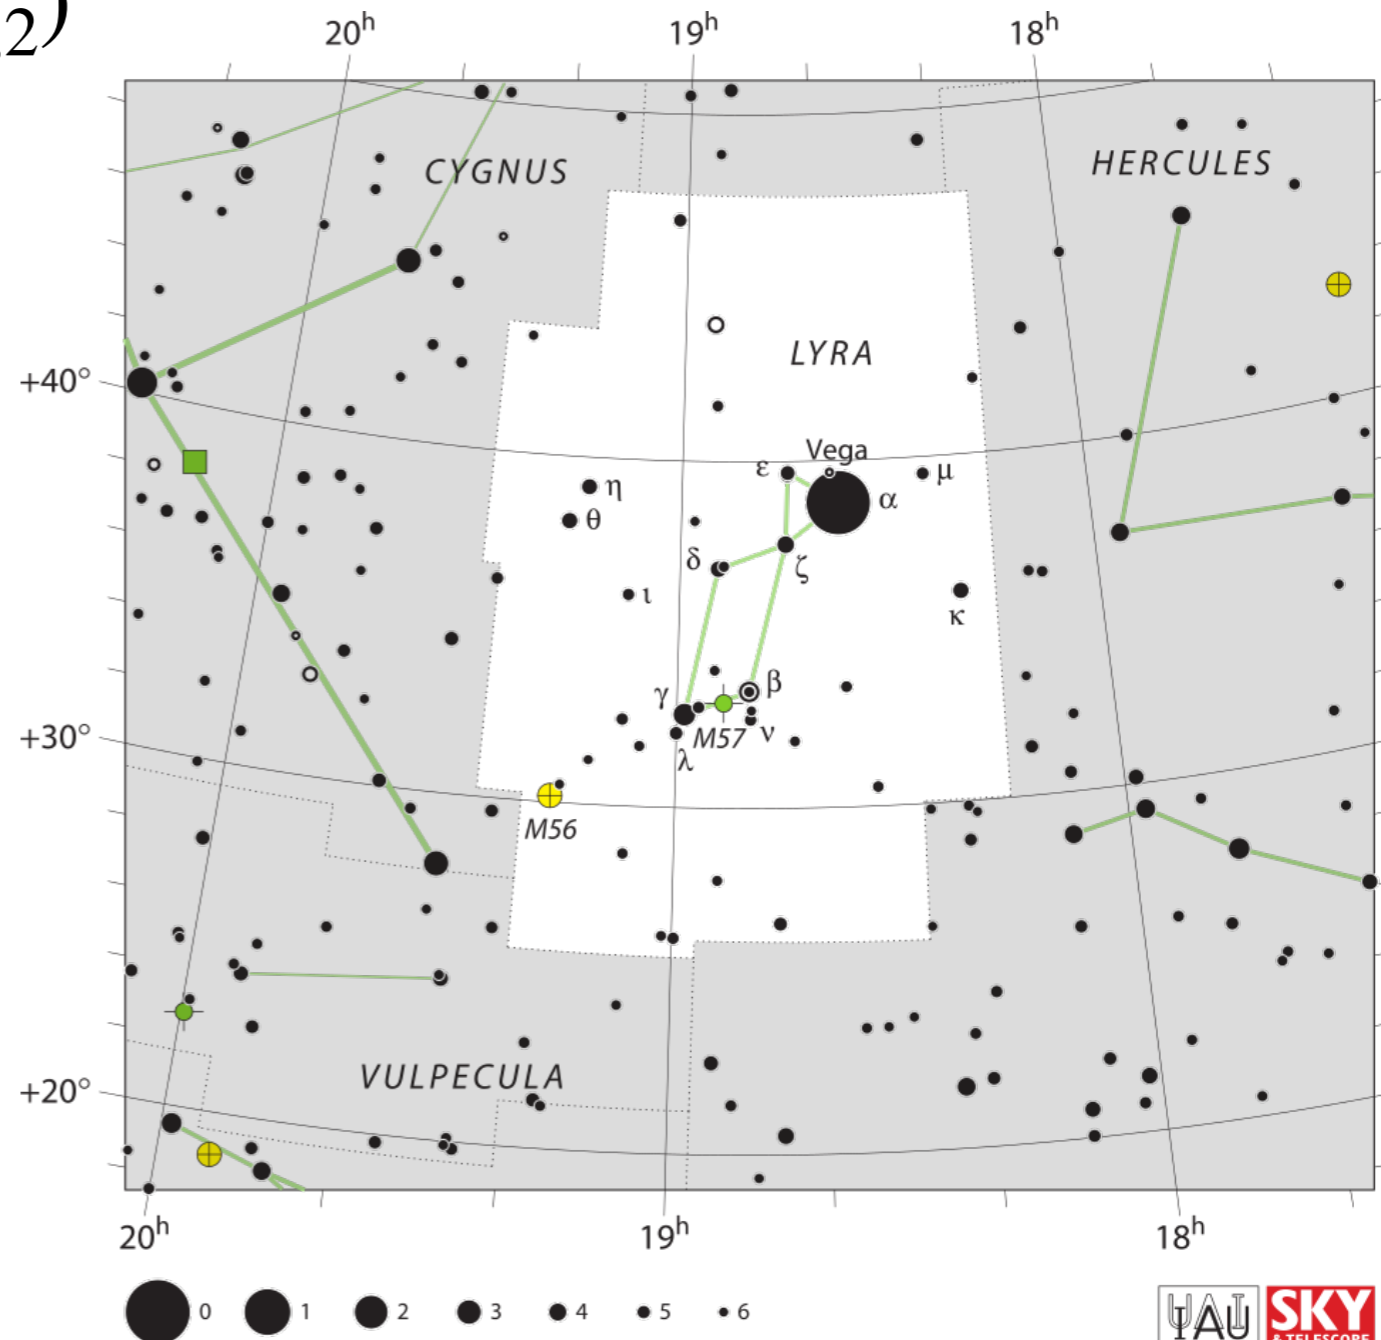 2)
20h 19h 18h
CYGNUS
HERCULES
LYRA
+40°
Vega
ε μ
η α
θ
δ ζ
ι κ
γ β
+30° M57 ν
λ
M56
VULPECULA
+20°
20h 19h 18h
0 1 2 3 4 5 6
IAU SKY
& TELESCOPE